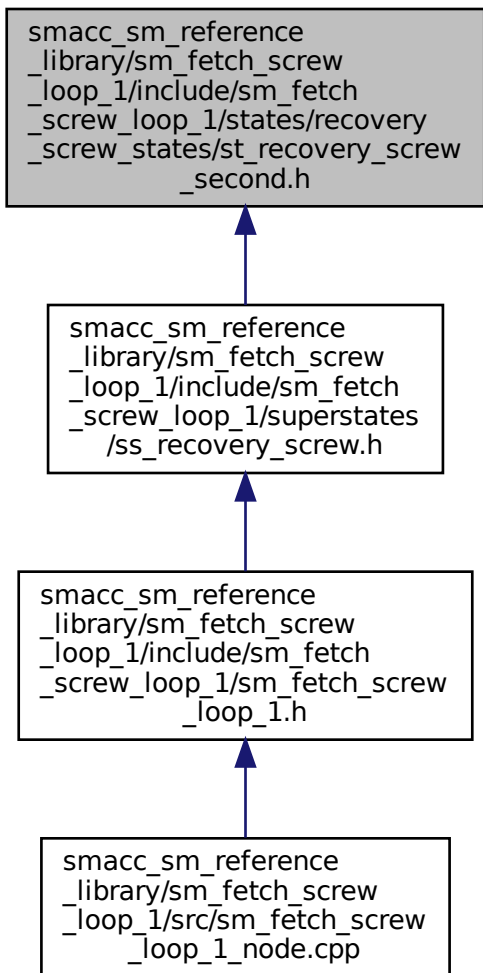 smacc_sm_reference
_library/sm_fetch_screw
_loop_1/include/sm_fetch
_screw_loop_1/states/recovery
_screw_states/st_recovery_screw
_second.h
smacc_sm_reference
_library/sm_fetch_screw
_loop_1/include/sm_fetch
_screw_loop_1/superstates
/ss_recovery_screw.h
smacc_sm_reference
_library/sm_fetch_screw
_loop_1/include/sm_fetch
_screw_loop_1/sm_fetch_screw
_loop_1.h
smacc_sm_reference
_library/sm_fetch_screw
_loop_1/src/sm_fetch_screw
_loop_1_node.cpp